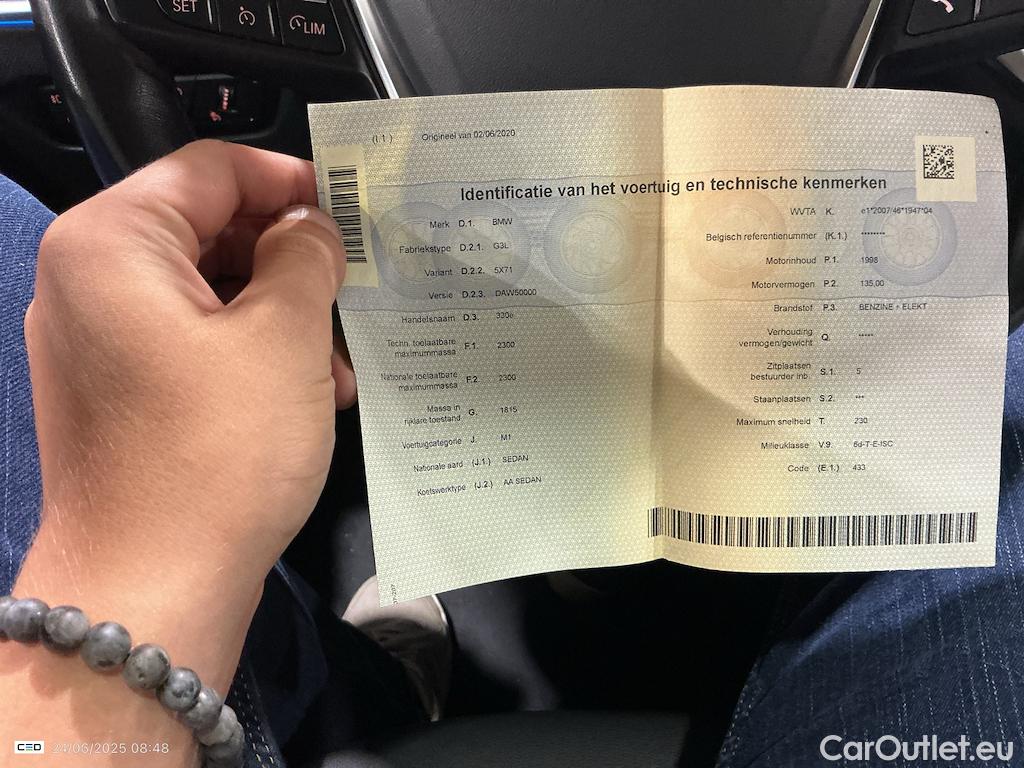 SET
LIM
(I.1.) Origineel van 02/06/2020
Identificatie van het voertuig en technische kenmerken
Merk D.1. BMW
Fabriekstype D.2.1. G3L
Variant D.2.2. 5X71
Versie D.2.3. DAW50000
Handelsnaam D.3. 330e
Techn. toelaatbare
maximummassa F.1. 2300
Nationale toelaatbare
maximummassa F.2. 2300
Massa in
rijklare toestand G. 1815
Voertuigcategorie J. M1
Nationale aard (J.1.) SEDAN
Koetswerktype (J.2.) AA SEDAN
WVTA K. e1*2007/46*1947*04
Belgisch referentienummer (K.1.) ********
Motorinhoud P.1. 1998
Motorvermogen P.2. 135,00
Brandstof P.3. BENZINE + ELEKT
Verhouding
vermogen/gewicht Q. *****
Zitplaatsen
bestuurder inb. S.1. 5
Staanplaatsen S.2. ***
Maximum snelheid T. 230
Milieuklasse V.9. 6d-T-E-ISC
Code (E.1.) 433
24/06/2025 08:48
CarOutlet.eu